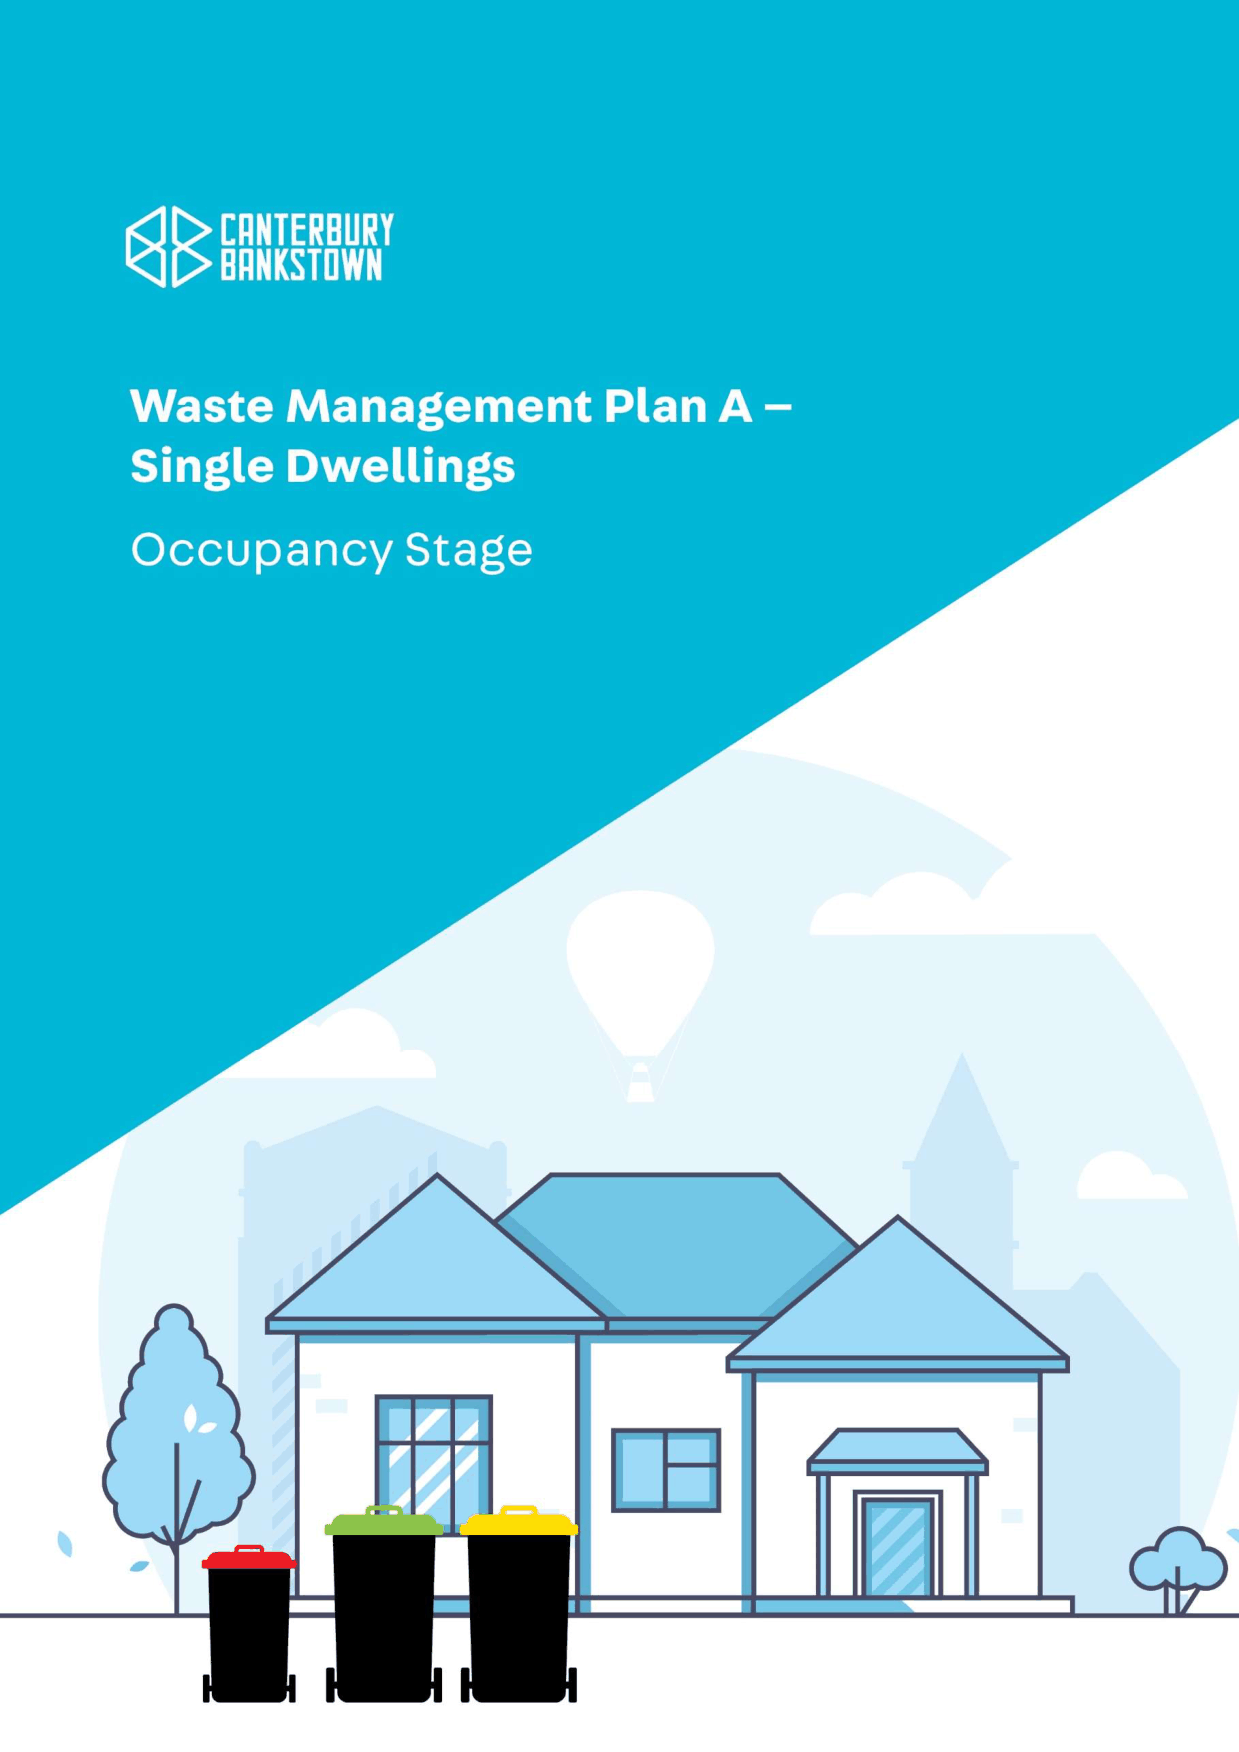 CANTERBURY
BANKSTOWN
Waste Management Plan A –
Single Dwellings
Occupancy Stage